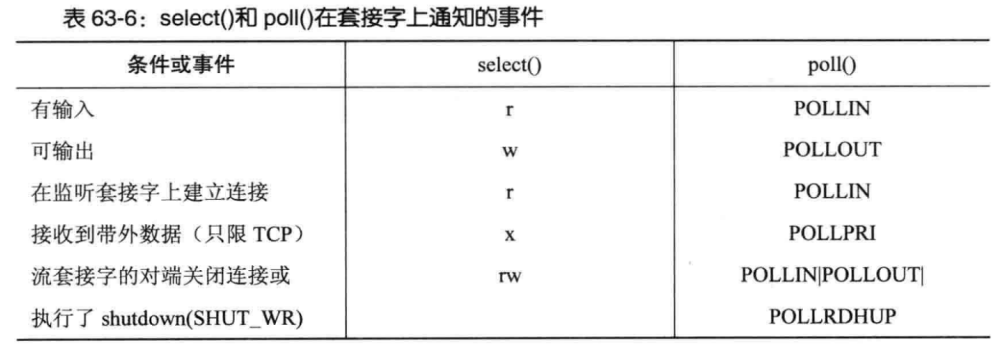 表 63-6：select()和 poll()在套接字上通知的事件
条件或事件 select() poll()
有输入 r POLLIN
可输出 w POLLOUT
在监听套接字上建立连接 r POLLIN
接收到带外数据（只限 TCP） x POLLPRI
流套接字的对端关闭连接或 rw POLLIN|POLLOUT|
执行了 shutdown(SHUT_WR) POLLRDHUP